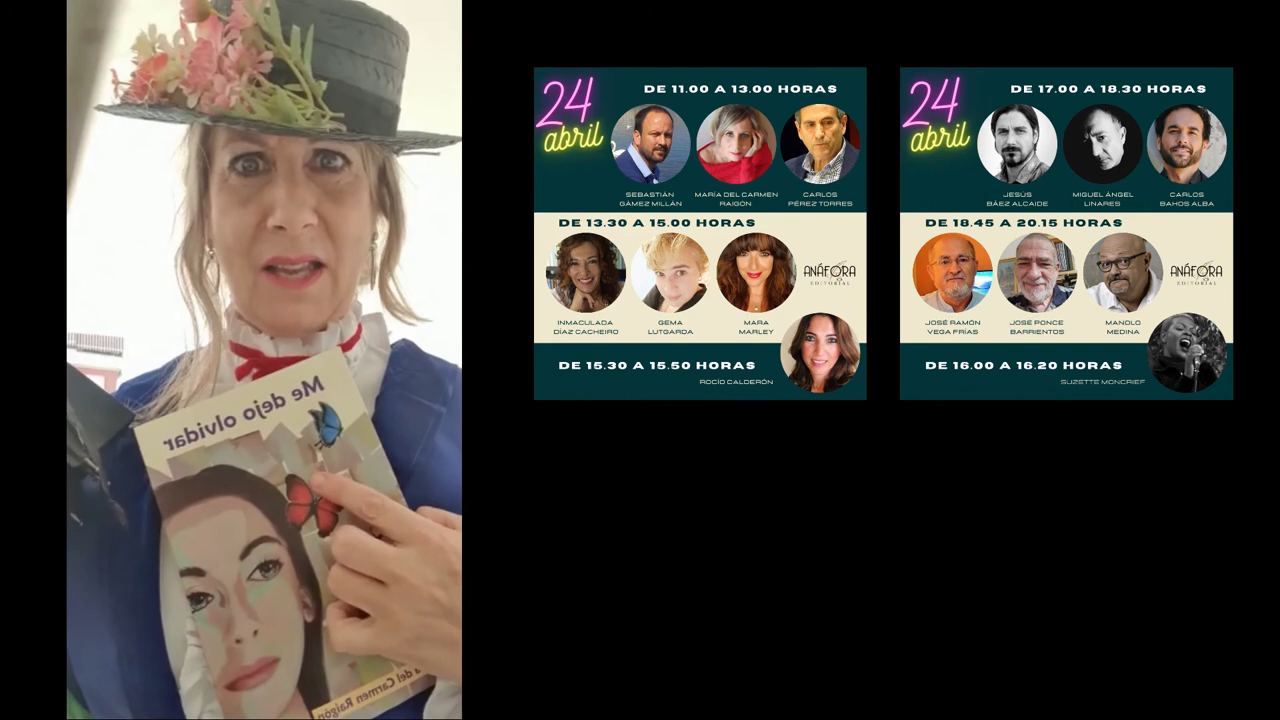 Me dejo olvidar
del Carmen Raigón
24
abril
DE 11.00 A 13.00 HORAS
SEBASTIÁN
GÁMEZ MILLÁN
MARÍA DEL CARMEN
RAIGÓN
CARLOS
PÉREZ TORRES
DE 13.30 A 15.00 HORAS
INMACULADA
DÍAZ CACHEIRO
GEMA
LUTGARDA
MARA
MARLEY
ANÁFORA
EDITORIAL
DE 15.30 A 15.50 HORAS
ROCÍO CALDERÓN
24
abril
DE 17.00 A 18.30 HORAS
JESÚS
BÁEZ ALCAIDE
MIGUEL ÁNGEL
LINARES
CARLOS
BAHOS ALBA
DE 18.45 A 20.15 HORAS
JOSÉ RAMÓN
VEGA FRÍAS
JOSÉ PONCE
BARRIENTOS
MANOLO
MEDINA
ANÁFORA
EDITORIAL
DE 16.00 A 16.20 HORAS
SUZETTE MONCRIEF